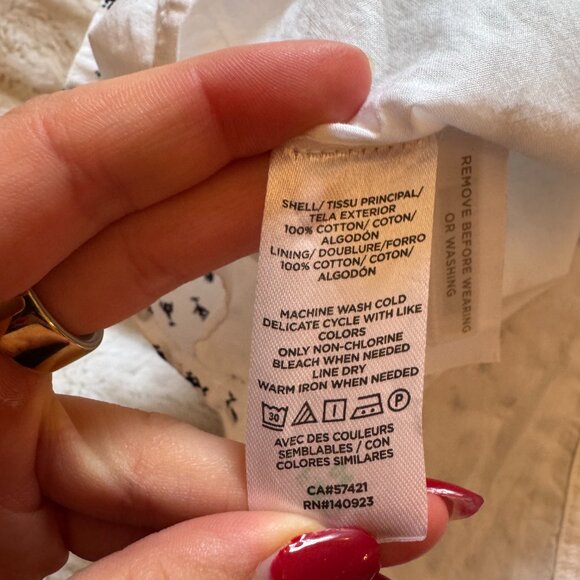 SHELL/ TISSU PRINCIPAL/
TELA EXTERIOR
100% COTTON/ COTON/
ALGODÓN
LINING/ DOUBLURE/FORRO
100% COTTON/ COTON/
ALGODÓN
MACHINE WASH COLD
DELICATE CYCLE WITH LIKE
COLORS
ONLY NON-CHLORINE
BLEACH WHEN NEEDED
LINE DRY
WARM IRON WHEN NEEDED
30 P
AVEC DES COULEURS
SEMBLABLES / CON
COLORES SIMILARES
CA#57421
RN#140923
REMOVE BEFORE WEARING
OR WASHING